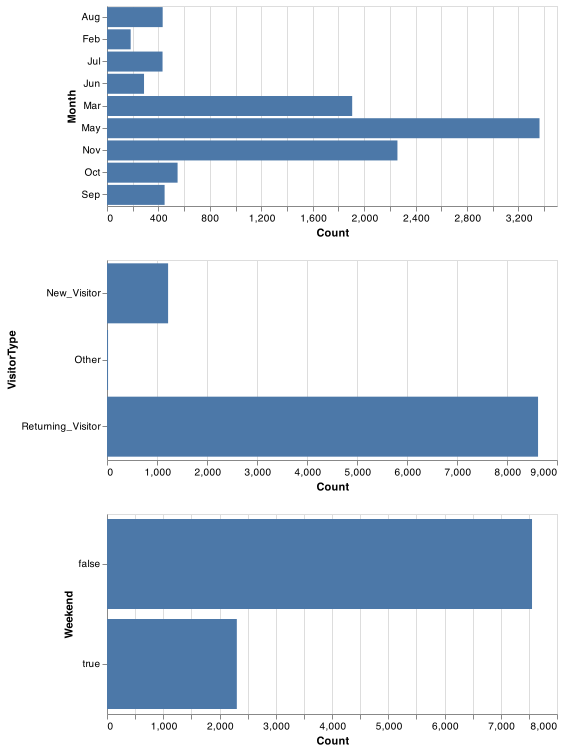 Month
Aug
Feb
Jul
Jun
Mar
May
Nov
Oct
Sep
0 400 800 1,200 1,600 2,000 2,400 2,800 3,200
Count
VisitorType
New_Visitor
Other
Returning_Visitor
0 1,000 2,000 3,000 4,000 5,000 6,000 7,000 8,000 9,000
Count
Weekend
false
true
0 1,000 2,000 3,000 4,000 5,000 6,000 7,000 8,000
Count